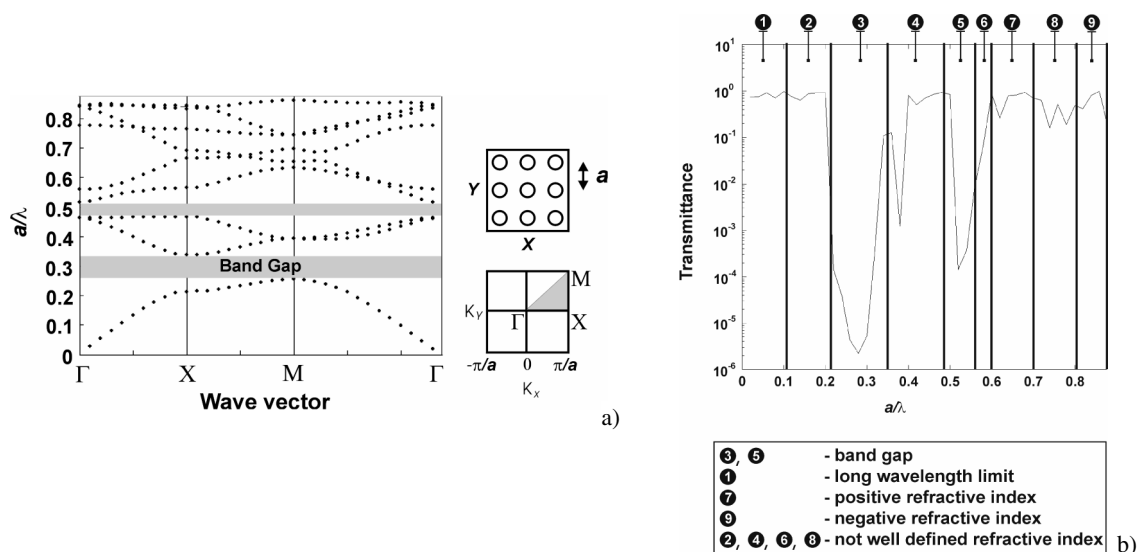 0.8
0.7
0.6
0.5
0.4
0.3
0.2
0.1
0
a/λ
Band Gap
Γ X M Γ
Wave vector
Y
X
a
K_Y
Γ
M
X
-π/a 0 π/a
K_X
a)
1 2 3 4 5 6 7 8 9
10^1
10^0
10^-1
10^-2
10^-3
10^-4
10^-5
10^-6
Transmittance
0 0.1 0.2 0.3 0.4 0.5 0.6 0.7 0.8
a/λ
3, 5 - band gap
1 - long wavelength limit
7 - positive refractive index
9 - negative refractive index
2, 4, 6, 8 - not well defined refractive index
b)